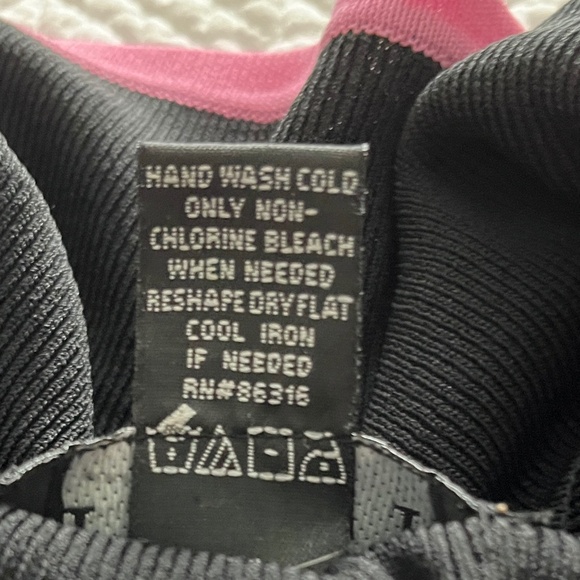 HAND WASH COLD
ONLY NON-
CHLORINE BLEACH
WHEN NEEDED
RESHAPE DRY FLAT
COOL IRON
IF NEEDED
RN#86316